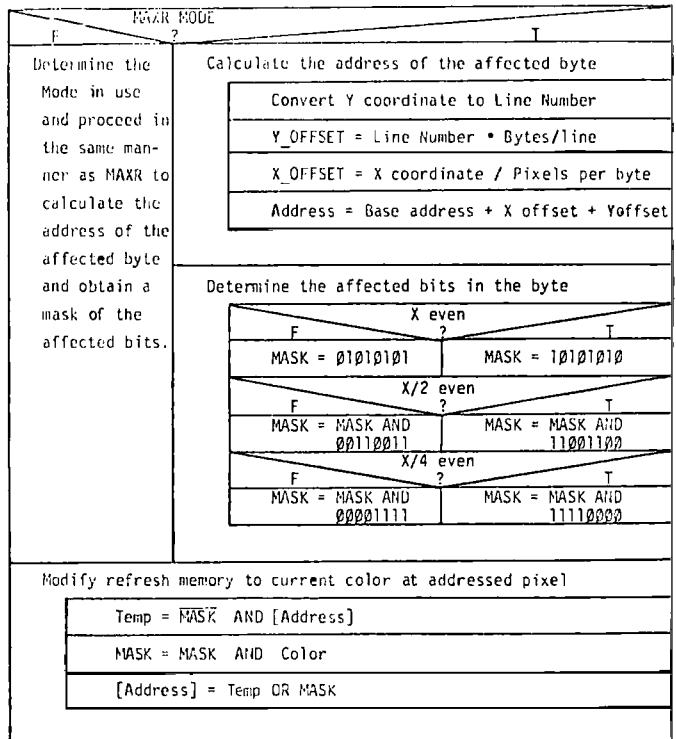 MAXR MODE
F ? T
Determine the
Mode in use
and proceed in
the same man-
ner as MAXR to
calculate the
address of the
affected byte
and obtain a
mask of the
affected bits.
Calculate the address of the affected byte
Convert Y coordinate to Line Number
Y_OFFSET = Line Number * Bytes/line
X_OFFSET = X coordinate / Pixels per byte
Address = Base address + X offset + Yoffset
Determine the affected bits in the byte
X even
F ? T
MASK = 01010101 MASK = 10101010
X/2 even
F ? T
MASK = MASK AND MASK = MASK AND
00110011 11001100
X/4 even
F ? T
MASK = MASK AND MASK = MASK AND
00001111 11110000
Modify refresh memory to current color at addressed pixel
Temp = M̅A̅S̅K̅ AND [Address]
MASK = MASK AND Color
[Address] = Temp OR MASK